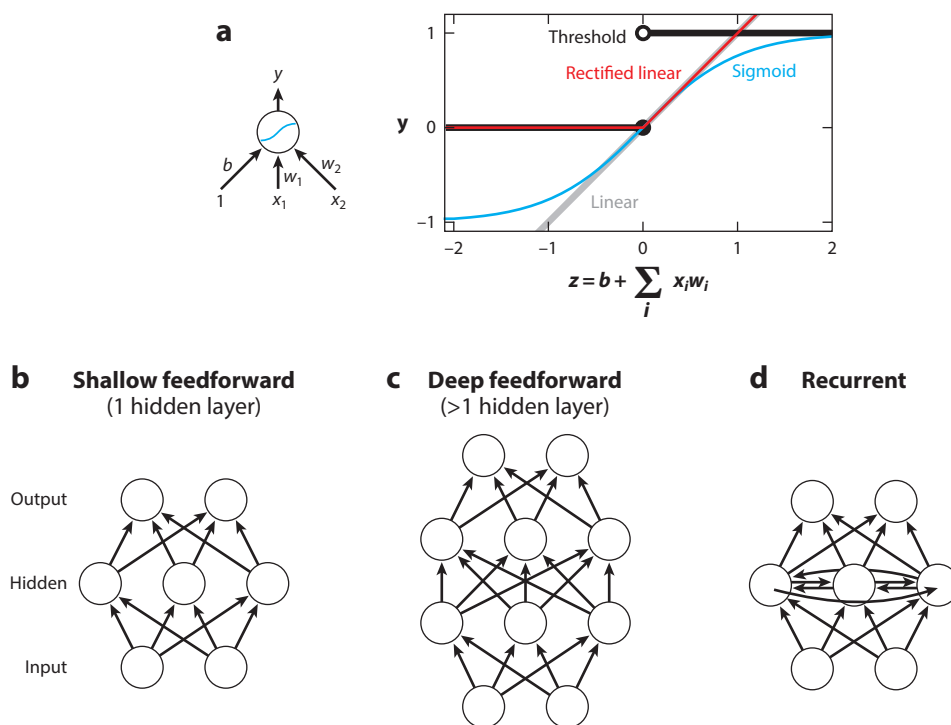 a
y
b
w1
w2
1
x1
x2
y
1
0
−1
Threshold
Rectified linear
Sigmoid
Linear
−2
−1
0
1
2
z = b + ∑ xiwi
i
b Shallow feedforward
(1 hidden layer)
c Deep feedforward
(>1 hidden layer)
d Recurrent
Output
Hidden
Input